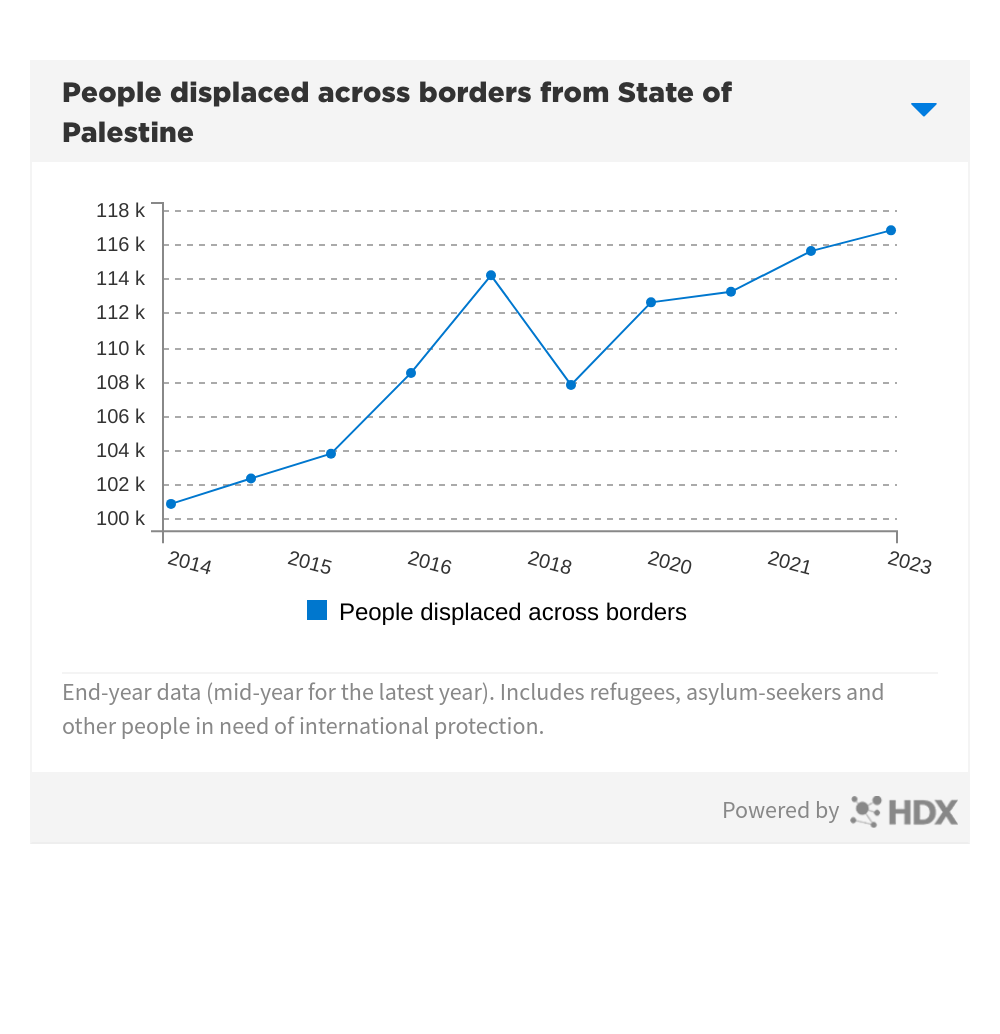 People displaced across borders from State of
Palestine
118 k
116 k
114 k
112 k
110 k
108 k
106 k
104 k
102 k
100 k
2014 2015 2016 2018 2020 2021 2023
People displaced across borders
End-year data (mid-year for the latest year). Includes refugees, asylum-seekers and
other people in need of international protection.
Powered by HDX